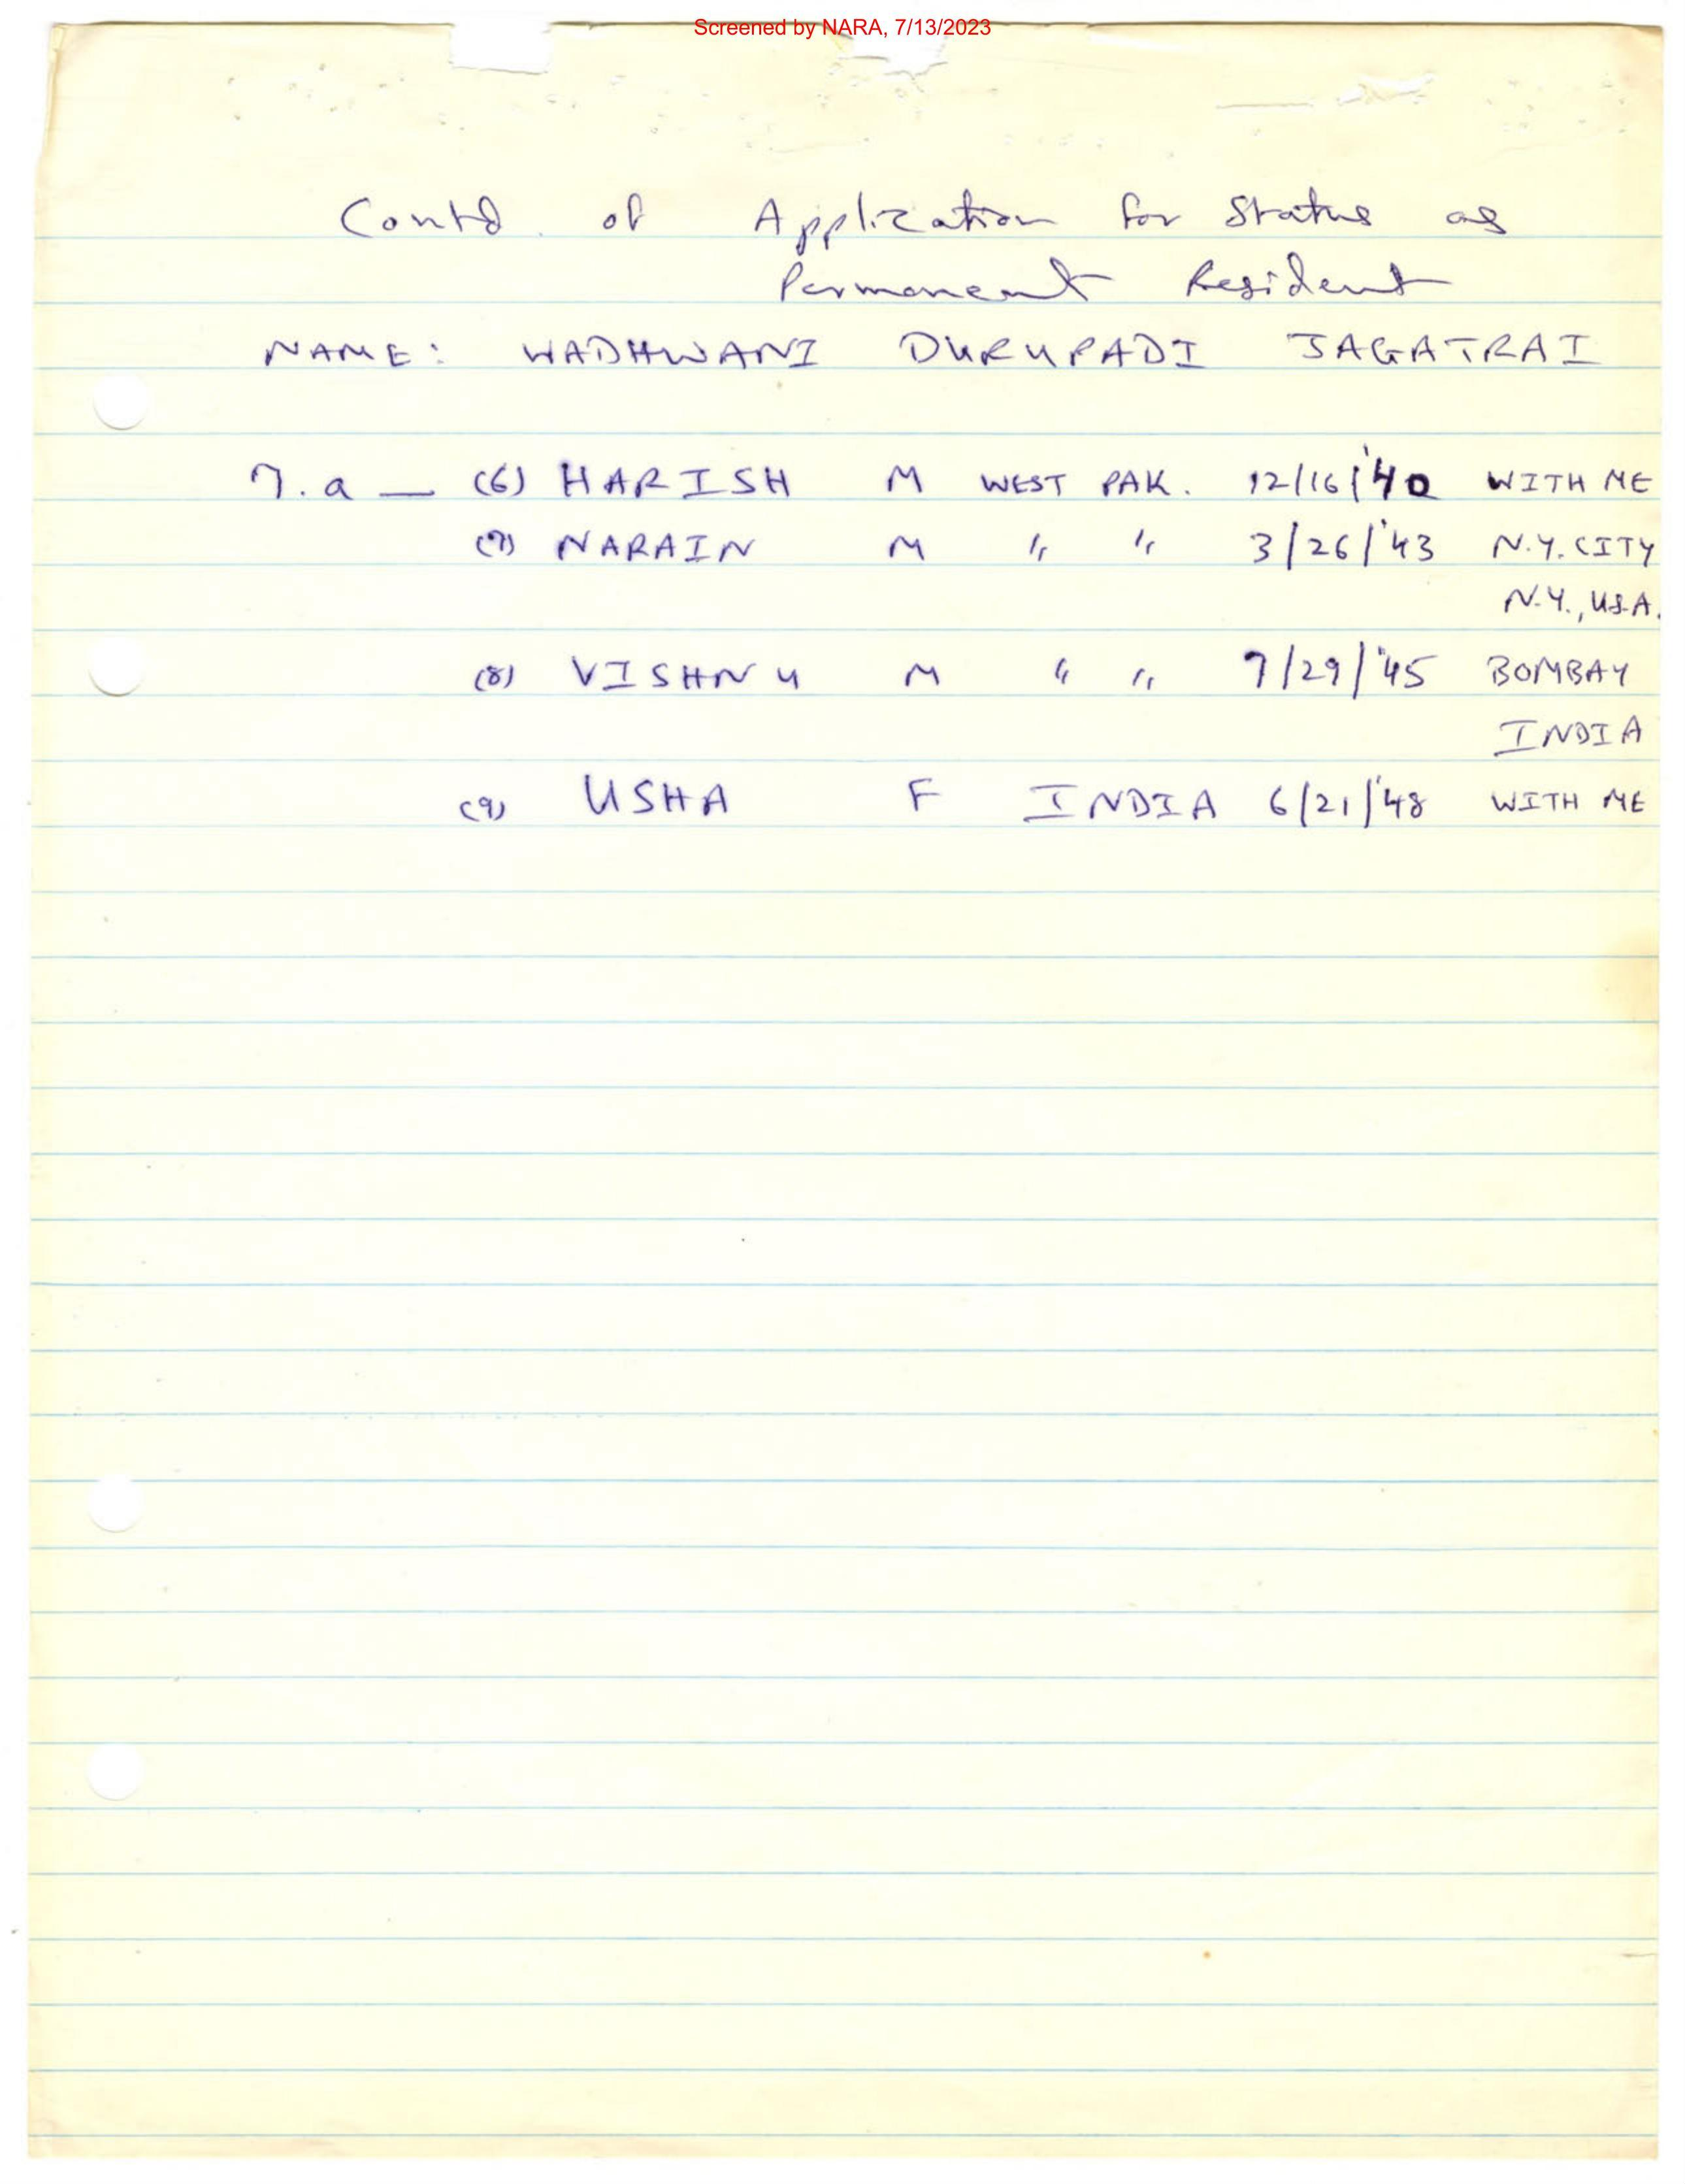 Screened by NARA, 7/13/2023
Contd. of Application for Status as
Permanent Resident
NAME: WADHWANI DURUPADI JAGATRAI
7.a — (6) HARISH M WEST PAK. 12/16/'40 WITH ME
(7) NARAIN M " " 3/26/'43 N.Y. CITY
N.Y., U.S.A.
(8) VISHNU M " " 7/29/'45 BOMBAY
INDIA
(9) USHA F INDIA 6/21/'48 WITH ME